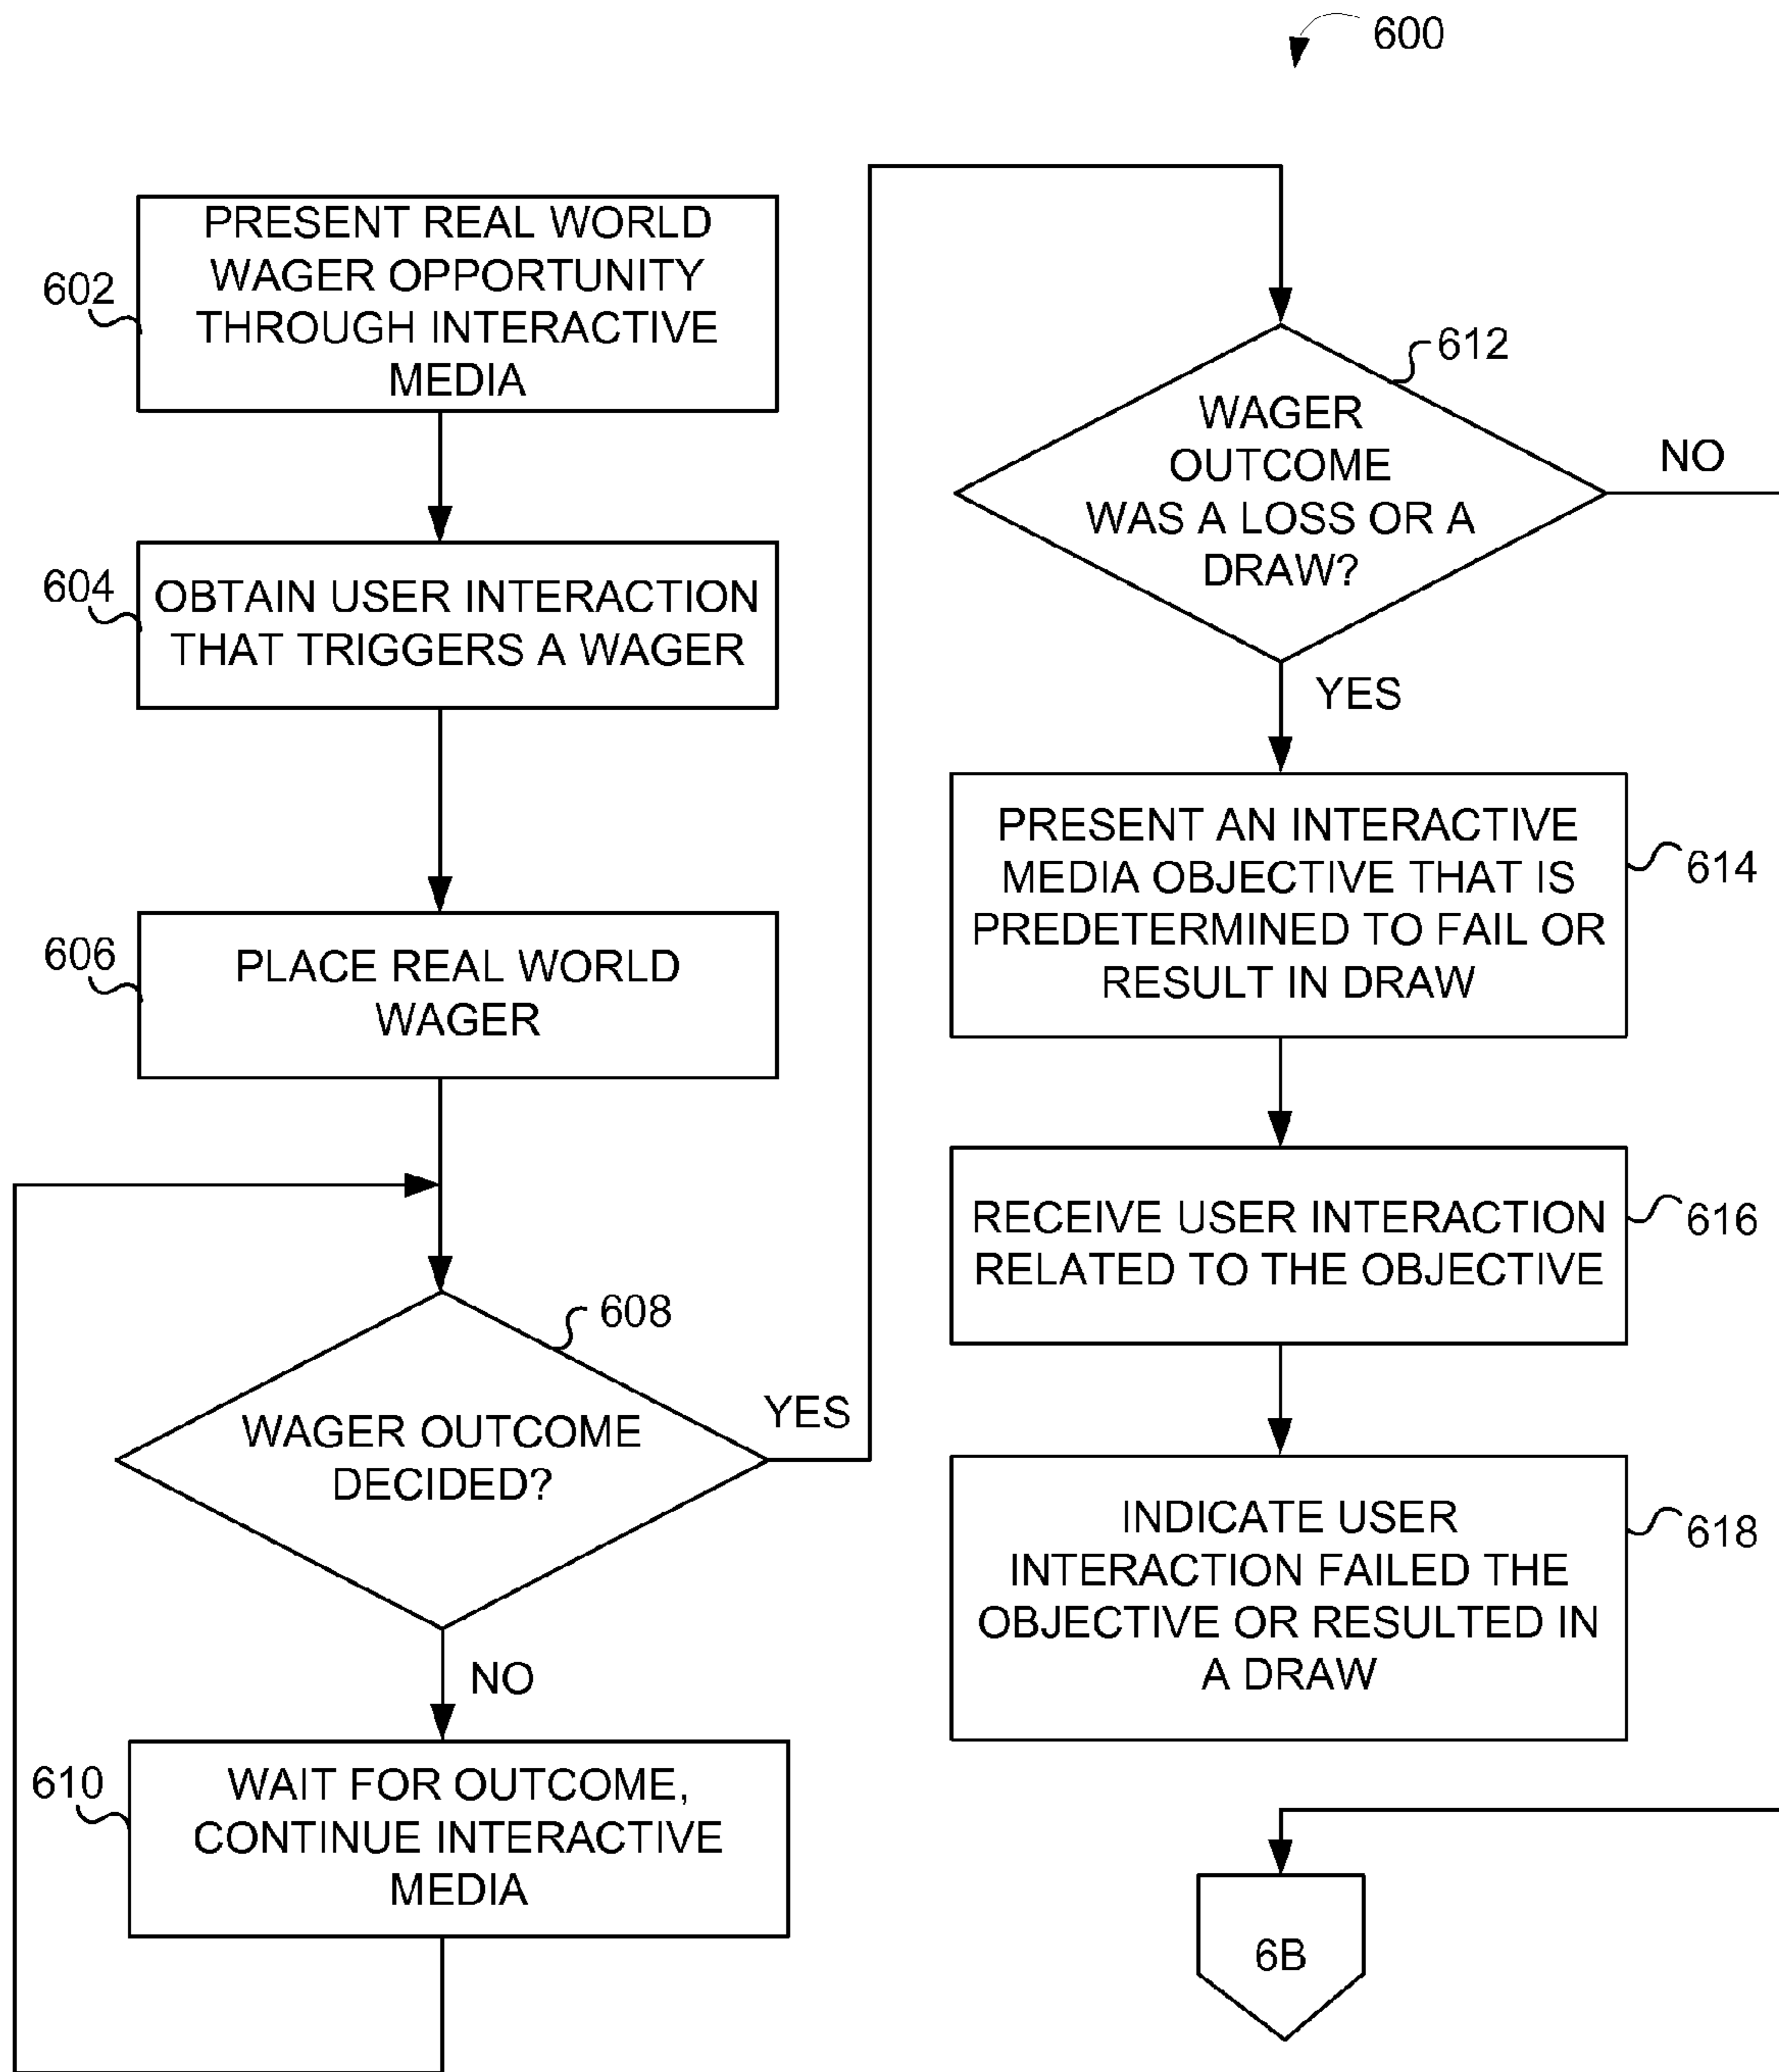 600
602
PRESENT REAL WORLD
WAGER OPPORTUNITY
THROUGH INTERACTIVE
MEDIA
604
OBTAIN USER INTERACTION
THAT TRIGGERS A WAGER
606
PLACE REAL WORLD
WAGER
608
WAGER OUTCOME
DECIDED?
YES
NO
610
WAIT FOR OUTCOME,
CONTINUE INTERACTIVE
MEDIA
612
WAGER
OUTCOME
WAS A LOSS OR A
DRAW?
NO
YES
PRESENT AN INTERACTIVE
MEDIA OBJECTIVE THAT IS
PREDETERMINED TO FAIL OR
RESULT IN DRAW
614
RECEIVE USER INTERACTION
RELATED TO THE OBJECTIVE
616
INDICATE USER
INTERACTION FAILED THE
OBJECTIVE OR RESULTED IN
A DRAW
618
6B